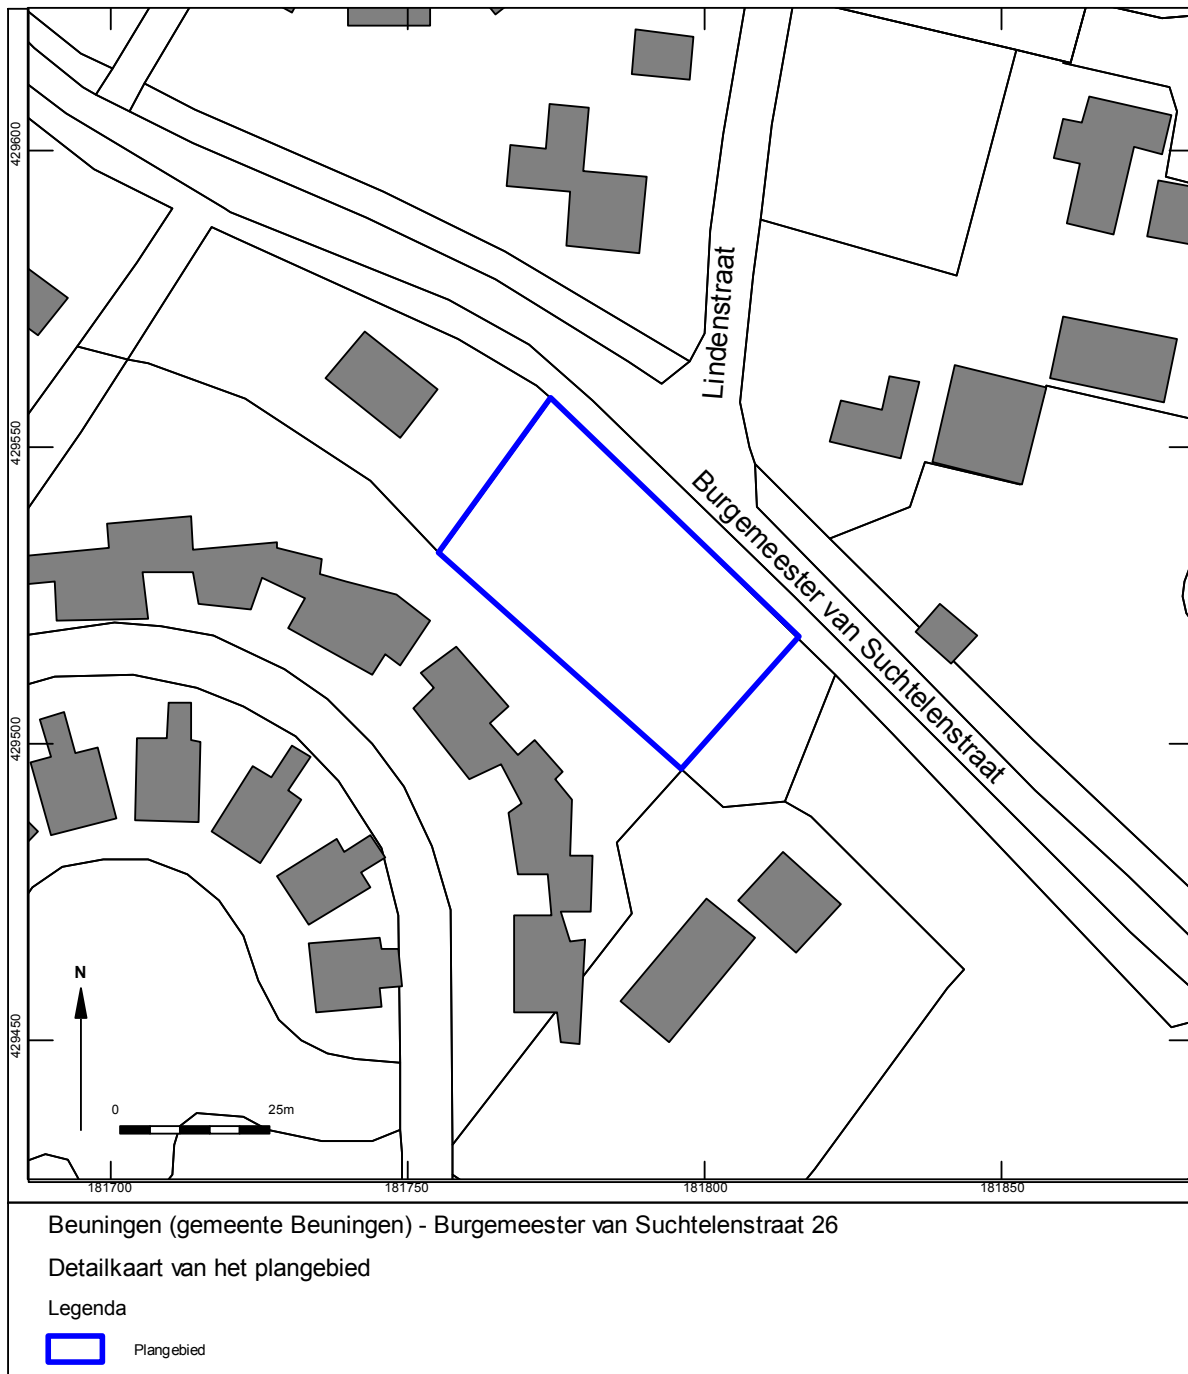 429600
429550
429500
429450
Lindenstraat
Burgemeester van Suchtelenstraat
N
0 25m
181700 181750 181800 181850
Beuningen (gemeente Beuningen) - Burgemeester van Suchtelenstraat 26
Detailkaart van het plangebied
Legenda
Plangebied